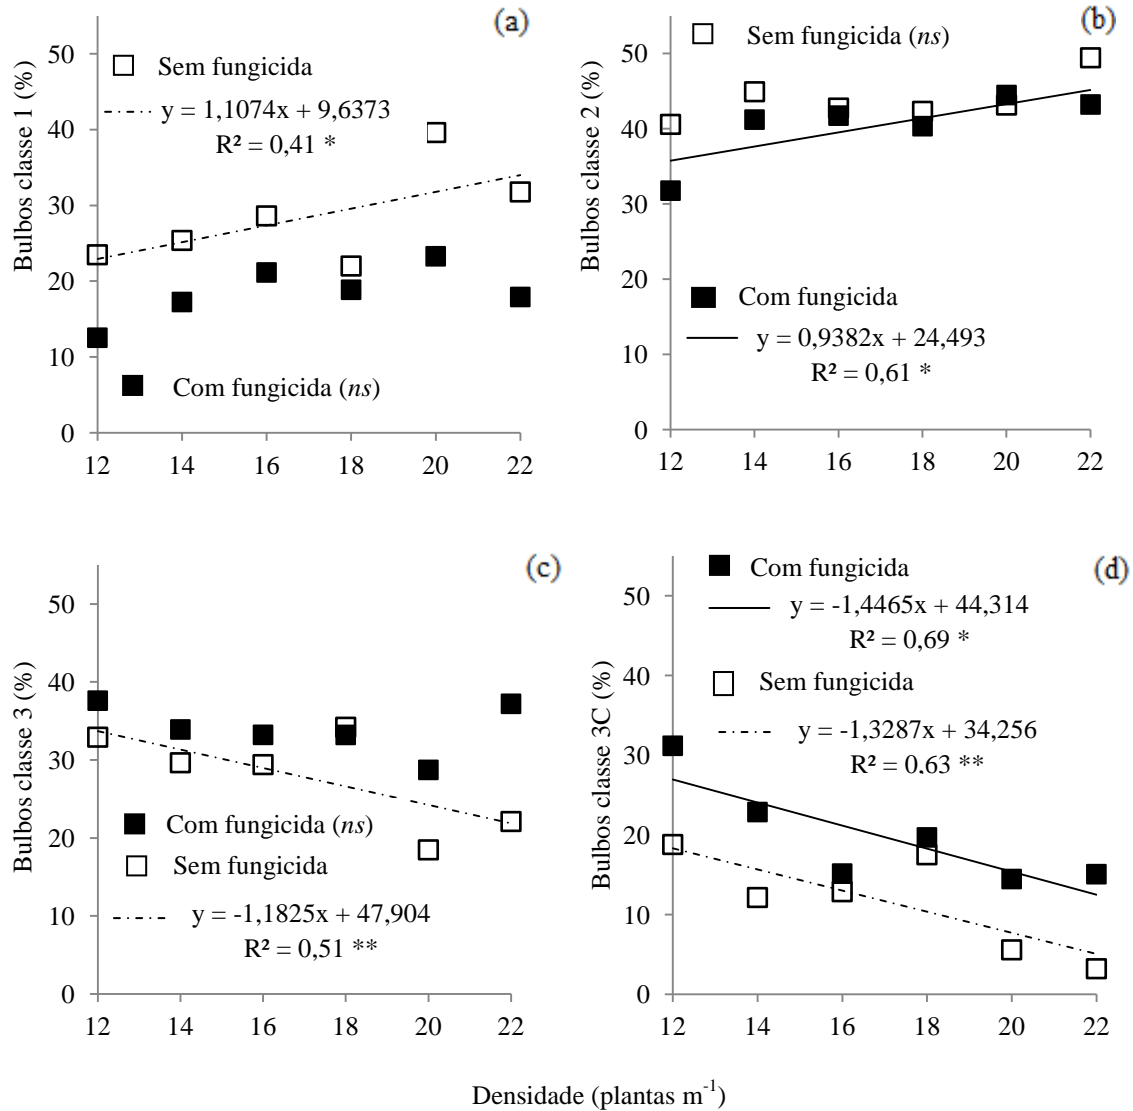 (a)
Bulbos classe 1 (%)
50
40
30
20
10
0
Sem fungicida
y = 1,1074x + 9,6373
R² = 0,41 *
Com fungicida (ns)
12 14 16 18 20 22
(b)
Bulbos classe 2 (%)
50
40
30
20
10
0
Sem fungicida (ns)
Com fungicida
y = 0,9382x + 24,493
R² = 0,61 *
12 14 16 18 20 22
(c)
Bulbos classe 3 (%)
50
40
30
20
10
0
Com fungicida (ns)
Sem fungicida
y = -1,1825x + 47,904
R² = 0,51 **
12 14 16 18 20 22
(d)
Bulbos classe 3C (%)
50
40
30
20
10
0
Com fungicida
y = -1,4465x + 44,314
R² = 0,69 *
Sem fungicida
y = -1,3287x + 34,256
R² = 0,63 **
12 14 16 18 20 22
Densidade (plantas m⁻¹)